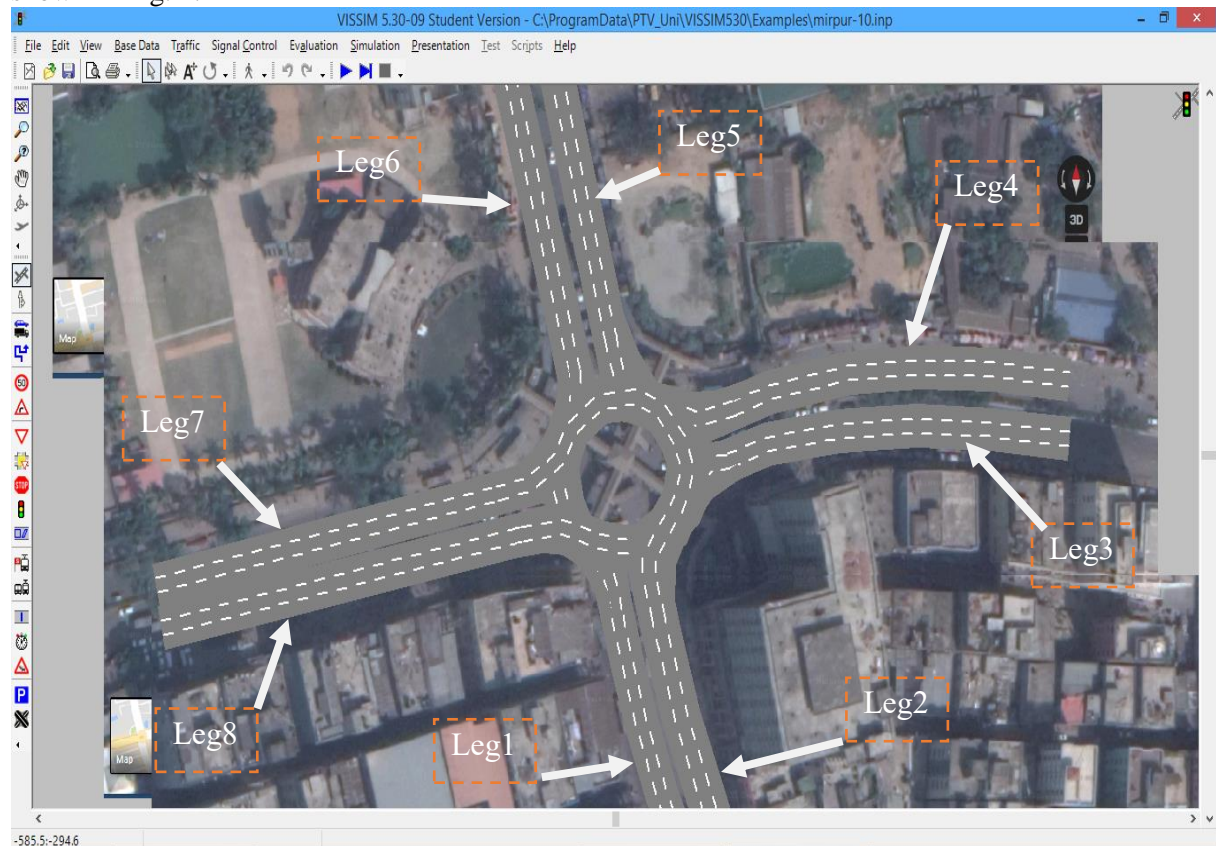 VISSIM 5.30-09 Student Version - C:\ProgramData\PTV_Uni\VISSIM530\Examples\mirpur-10.inp
File Edit View Base Data Traffic Signal Control Evaluation Simulation Presentation Test Scripts Help
Leg5
Leg6
Leg4
3D
Map
Leg7
Leg3
Leg2
Leg8
Leg1
Map
50
STOP
P
-585.5:-294.6